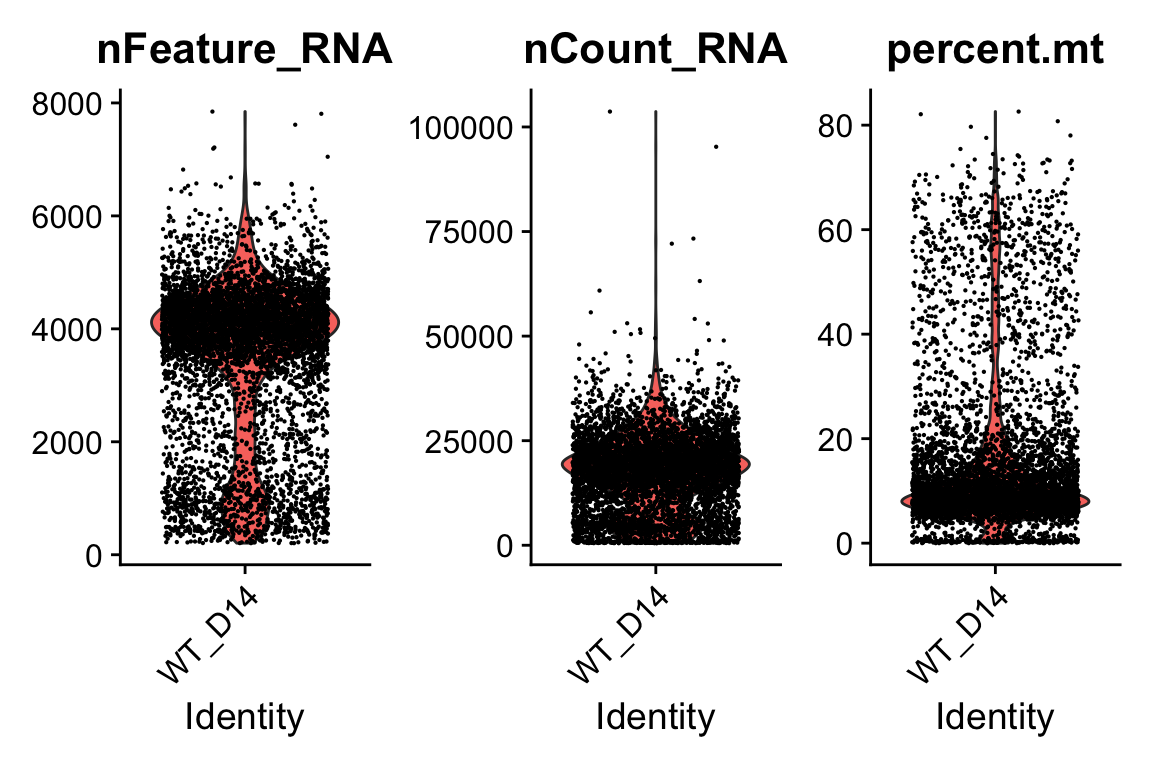 nFeature_RNA
8000
6000
4000
2000
0
WT_D14
Identity
nCount_RNA
100000
75000
50000
25000
0
WT_D14
Identity
percent.mt
80
60
40
20
0
WT_D14
Identity